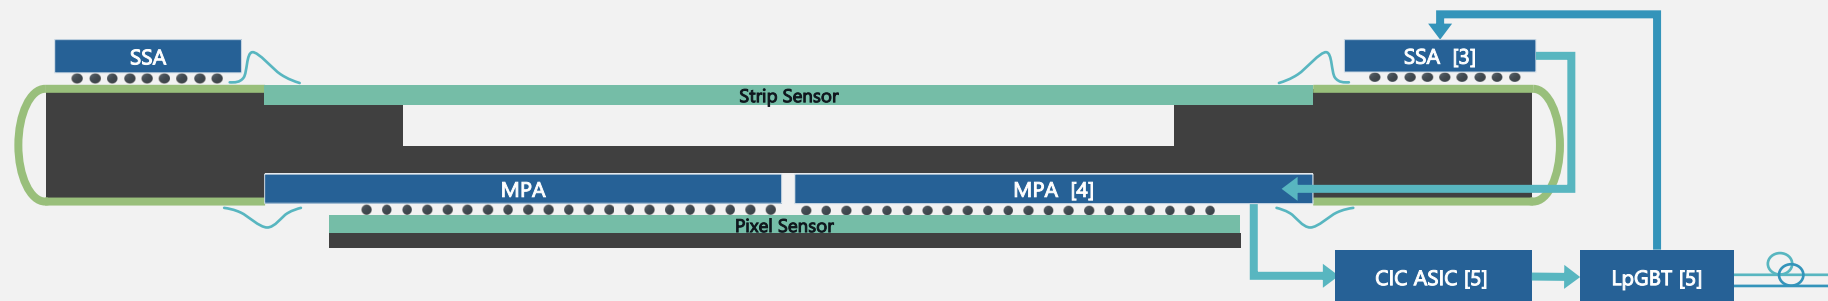 SSA
SSA [3]
Strip Sensor
MPA
MPA [4]
Pixel Sensor
CIC ASIC [5]
LpGBT [5]